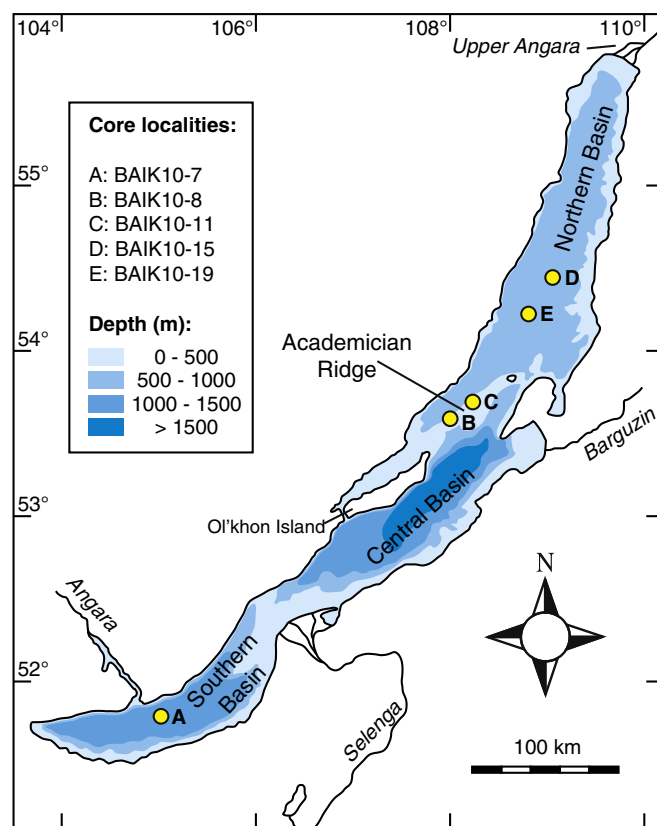 104°
106°
108°
110°
Upper Angara
Core localities:
A: BAIK10-7
B: BAIK10-8
C: BAIK10-11
D: BAIK10-15
E: BAIK10-19
Depth (m):
0 - 500
500 - 1000
1000 - 1500
> 1500
55°
54°
53°
52°
Northern Basin
D
E
Academician
Ridge
C
B
Barguzin
Ol'khon Island
Central Basin
Angara
Southern
Basin
A
Selenga
N
100 km